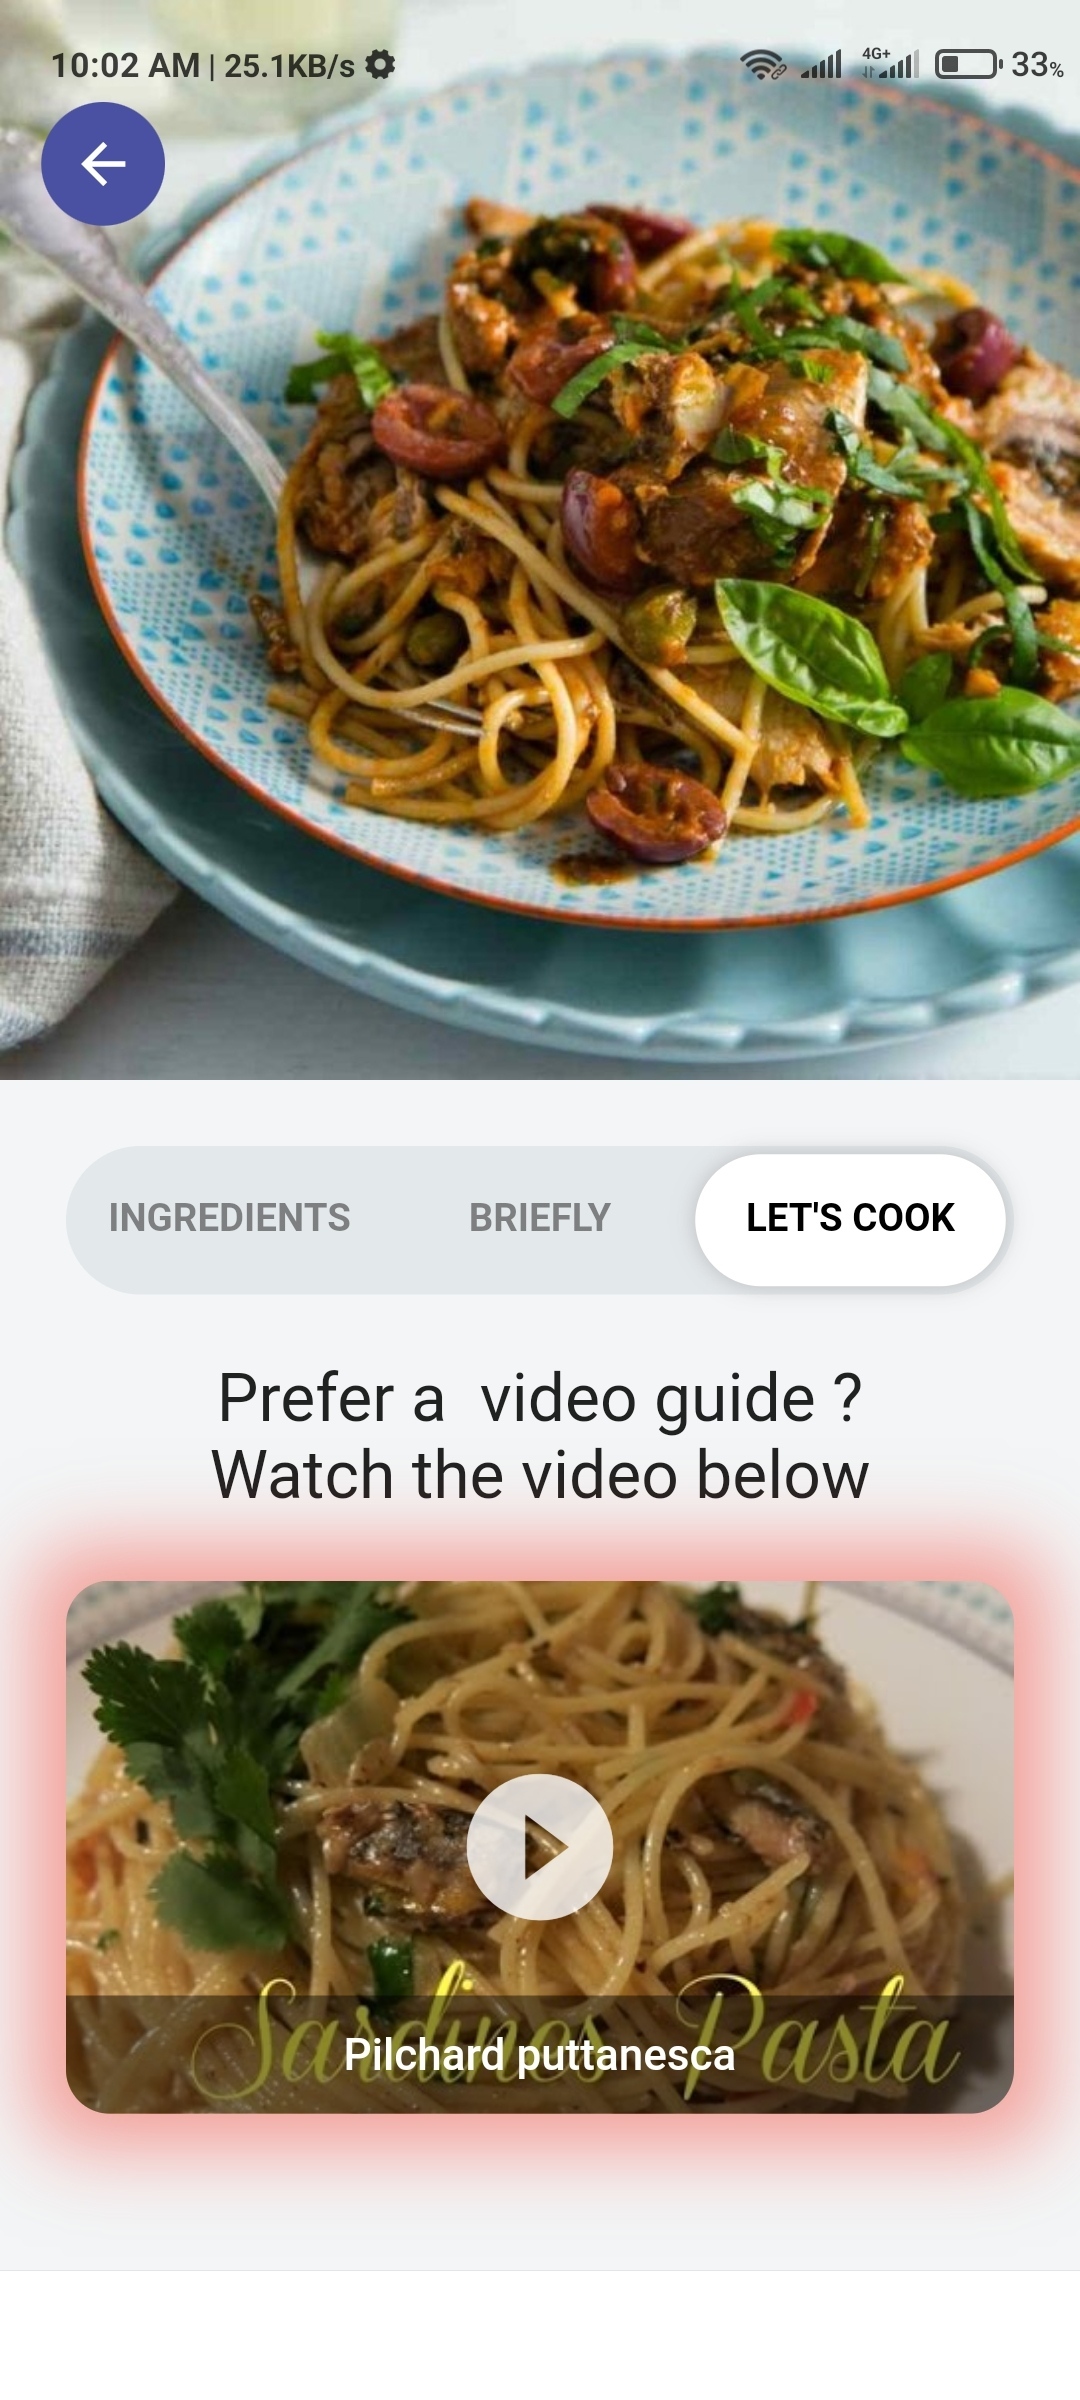 10:02 AM | 25.1KB/s
4G+
33%
INGREDIENTS BRIEFLY LET'S COOK
Prefer a  video guide ?
Watch the video below
Sardines Pasta
Pilchard puttanesca